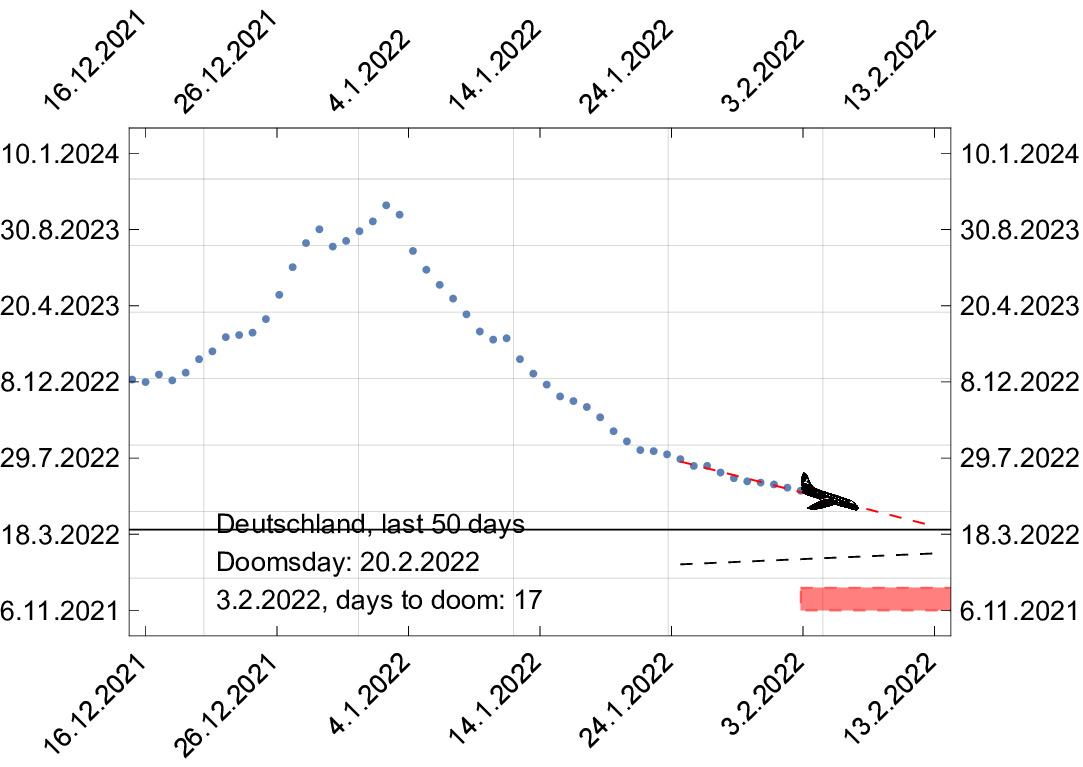 16.12.2021 26.12.2021 4.1.2022 14.1.2022 24.1.2022 3.2.2022 13.2.2022
10.1.2024 10.1.2024
30.8.2023 30.8.2023
20.4.2023 20.4.2023
8.12.2022 8.12.2022
29.7.2022 29.7.2022
Deutschland, last 50 days
18.3.2022 18.3.2022
Doomsday: 20.2.2022
3.2.2022, days to doom: 17
6.11.2021 6.11.2021
16.12.2021 26.12.2021 4.1.2022 14.1.2022 24.1.2022 3.2.2022 13.2.2022